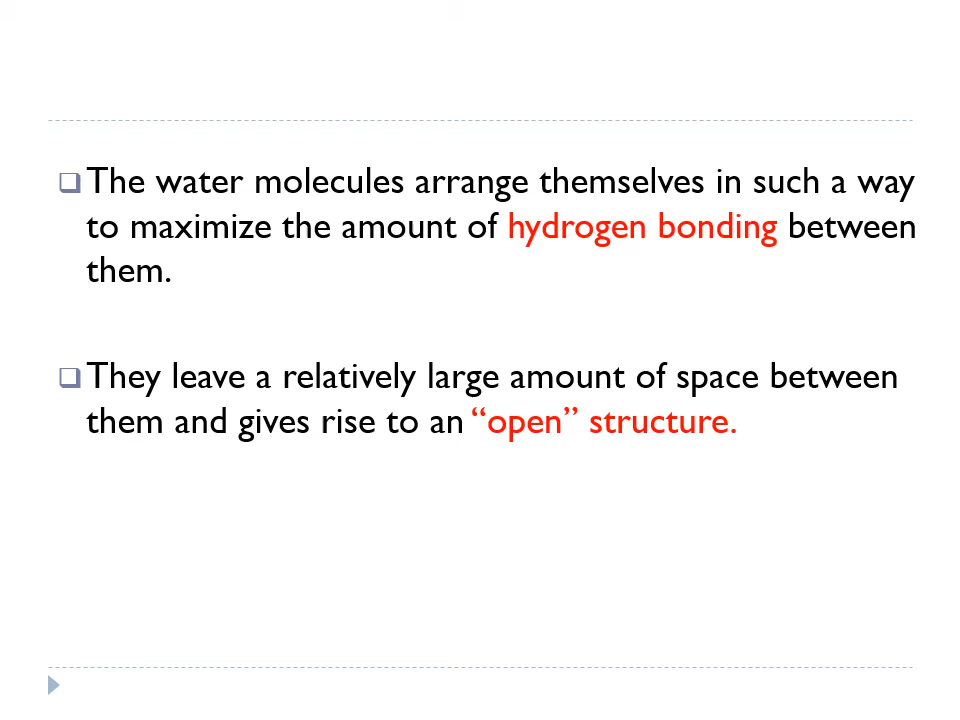 The water molecules arrange themselves in such a way
to maximize the amount of hydrogen bonding between
them.
They leave a relatively large amount of space between
them and gives rise to an “open” structure.